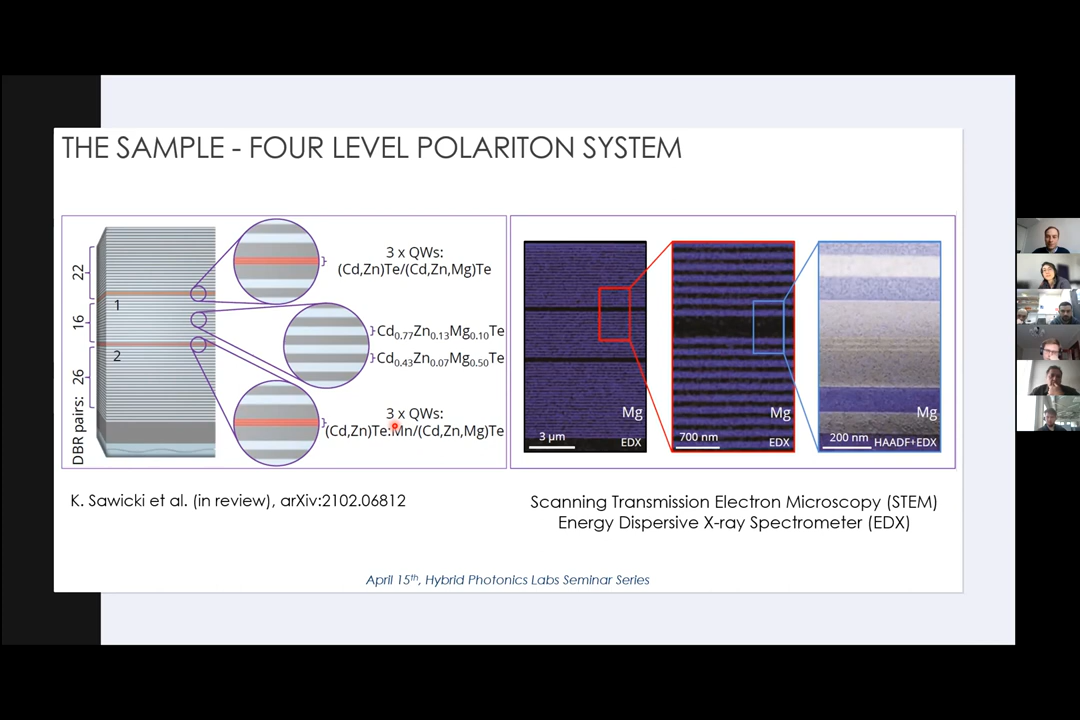 THE SAMPLE - FOUR LEVEL POLARITON SYSTEM
22
16
26
DBR pairs:
1
2
3 x QWs:
(Cd,Zn)Te/(Cd,Zn,Mg)Te
Cd0.77Zn0.13Mg0.10Te
Cd0.43Zn0.07Mg0.50Te
3 x QWs:
(Cd,Zn)Te:Mn/(Cd,Zn,Mg)Te
Mg
3 µm
EDX
Mg
700 nm
EDX
Mg
200 nm
HAADF+EDX
K. Sawicki et al. (in review), arXiv:2102.06812
Scanning Transmission Electron Microscopy (STEM)
Energy Dispersive X-ray Spectrometer (EDX)
April 15th, Hybrid Photonics Labs Seminar Series